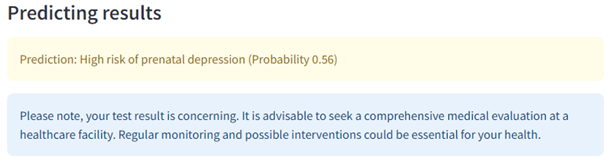 Predicting results
Prediction: High risk of prenatal depression (Probability 0.56)
Please note, your test result is concerning. It is advisable to seek a comprehensive medical evaluation at a
healthcare facility. Regular monitoring and possible interventions could be essential for your health.